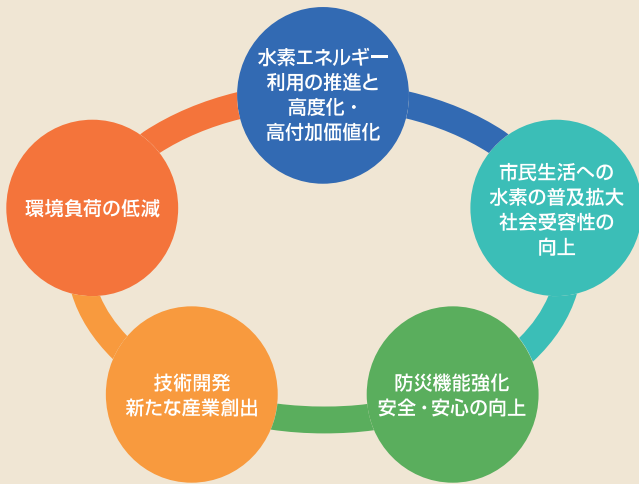 水素エネルギー
利用の推進と
高度化・
高付加価値化
市民生活への
水素の普及拡大
社会受容性の
向上
防災機能強化
安全・安心の向上
技術開発
新たな産業創出
環境負荷の低減